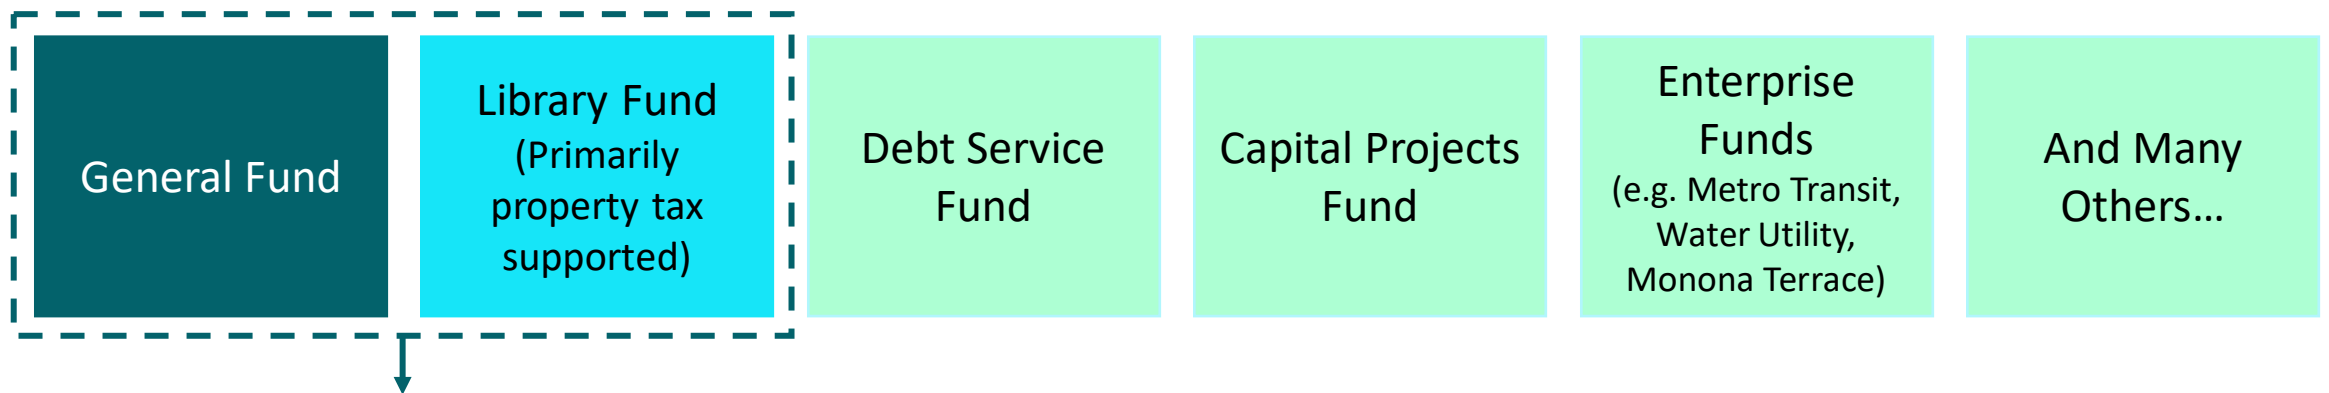 General Fund
Library Fund
(Primarily
property tax
supported)
Debt Service
Fund
Capital Projects
Fund
Enterprise
Funds
(e.g. Metro Transit,
Water Utility,
Monona Terrace)
And Many
Others…